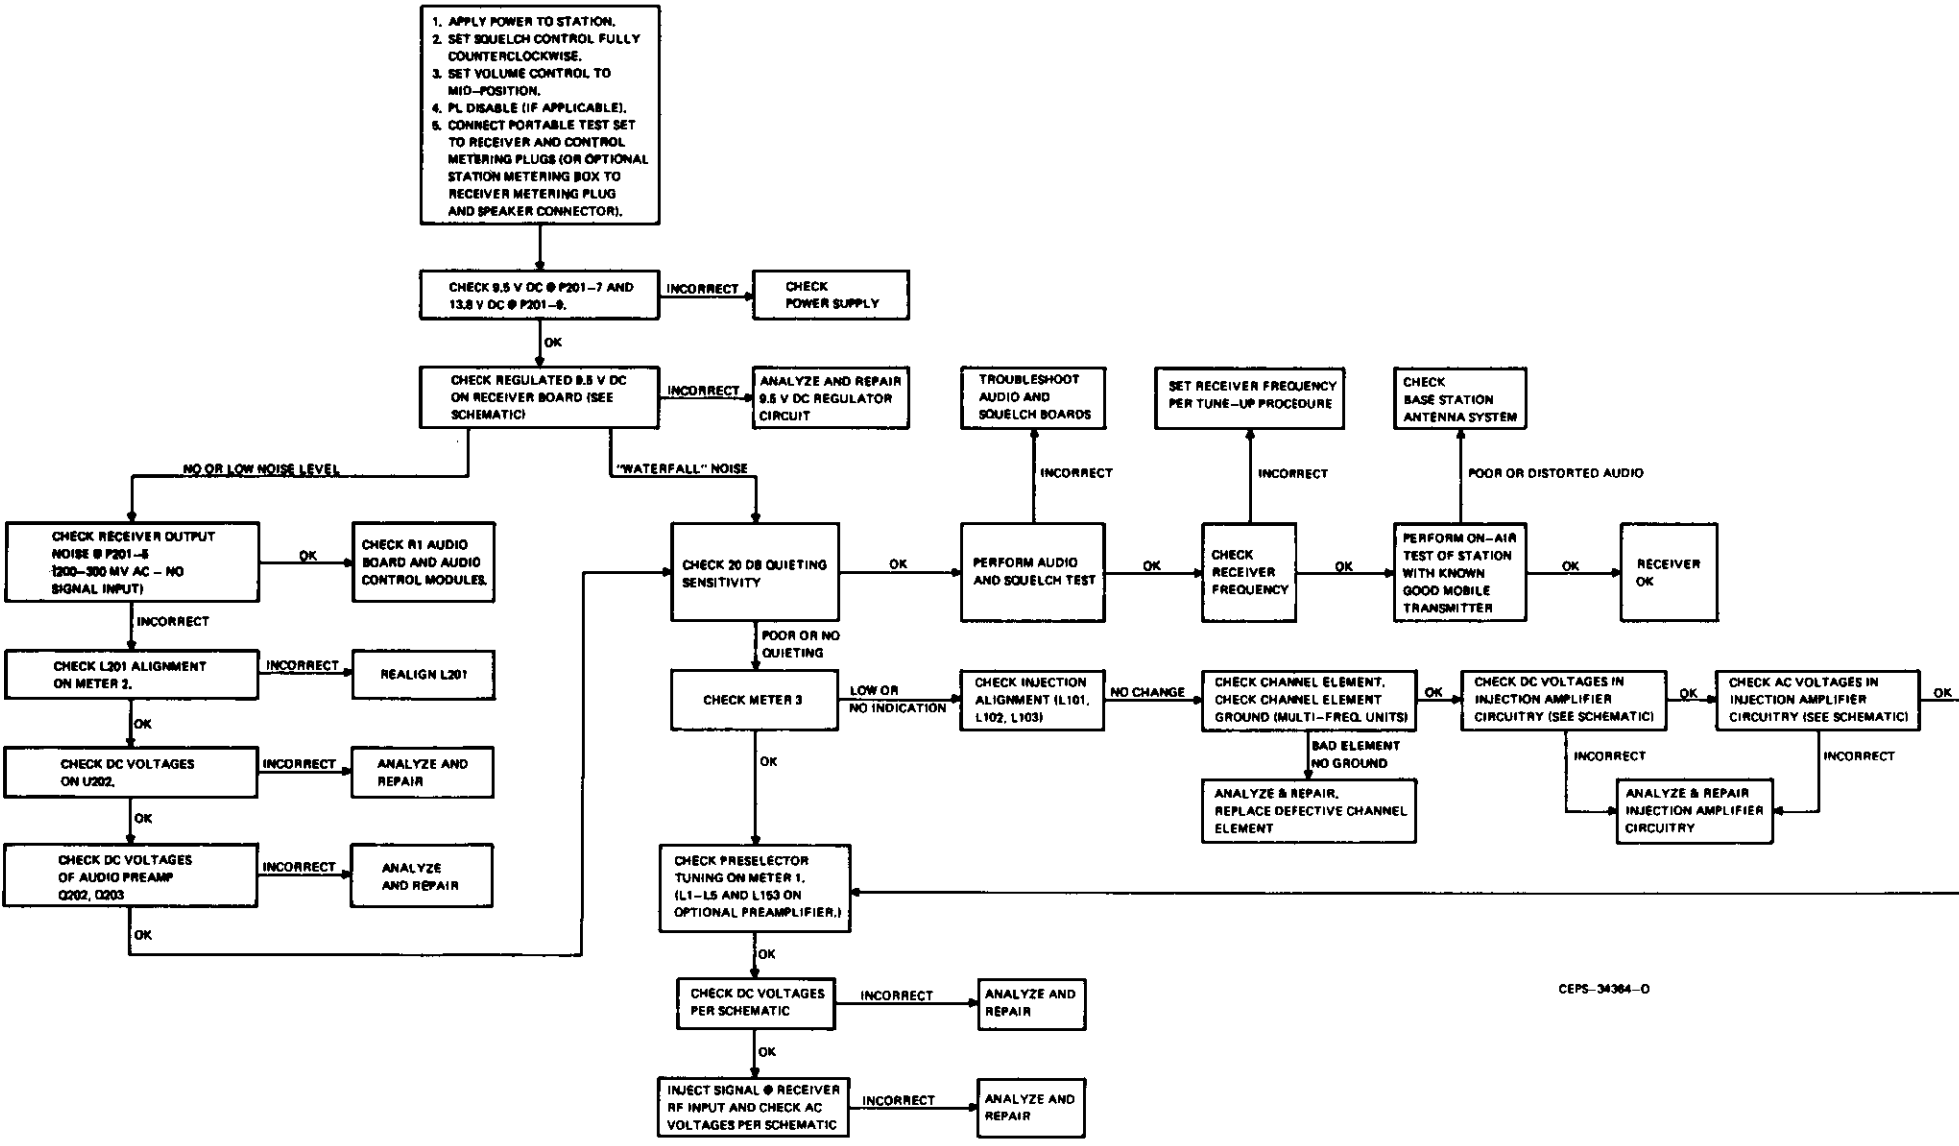 1. APPLY POWER TO STATION.
2. SET SQUELCH CONTROL FULLY
COUNTERCLOCKWISE.
3. SET VOLUME CONTROL TO
MID-POSITION.
4. PL DISABLE (IF APPLICABLE).
5. CONNECT PORTABLE TEST SET
TO RECEIVER AND CONTROL
METERING PLUGS (OR OPTIONAL
STATION METERING BOX TO
RECEIVER METERING PLUG
AND SPEAKER CONNECTOR).
CHECK 9.5 V DC @ P201-7 AND
13.8 V DC @ P201-9.
INCORRECT
CHECK
POWER SUPPLY
OK
CHECK REGULATED 9.5 V DC
ON RECEIVER BOARD (SEE
SCHEMATIC)
INCORRECT
ANALYZE AND REPAIR
9.5 V DC REGULATOR
CIRCUIT
TROUBLESHOOT
AUDIO AND
SQUELCH BOARDS
SET RECEIVER FREQUENCY
PER TUNE-UP PROCEDURE
CHECK
BASE STATION
ANTENNA SYSTEM
NO OR LOW NOISE LEVEL
"WATERFALL" NOISE
INCORRECT
INCORRECT
POOR OR DISTORTED AUDIO
CHECK RECEIVER OUTPUT
NOISE @ P201-5
(200-300 MV AC - NO
SIGNAL INPUT)
OK
CHECK R1 AUDIO
BOARD AND AUDIO
CONTROL MODULES.
CHECK 20 DB QUIETING
SENSITIVITY
OK
PERFORM AUDIO
AND SQUELCH TEST
OK
CHECK
RECEIVER
FREQUENCY
OK
PERFORM ON-AIR
TEST OF STATION
WITH KNOWN
GOOD MOBILE
TRANSMITTER
OK
RECEIVER
OK
INCORRECT
POOR OR NO
QUIETING
CHECK L201 ALIGNMENT
ON METER 2.
INCORRECT
REALIGN L201
CHECK METER 3
LOW OR
NO INDICATION
CHECK INJECTION
ALIGNMENT (L101,
L102, L103)
NO CHANGE
CHECK CHANNEL ELEMENT.
CHECK CHANNEL ELEMENT
GROUND (MULTI-FREQ. UNITS)
OK
CHECK DC VOLTAGES IN
INJECTION AMPLIFIER
CIRCUITRY (SEE SCHEMATIC)
OK
CHECK AC VOLTAGES IN
INJECTION AMPLIFIER
CIRCUITRY (SEE SCHEMATIC)
OK
OK
OK
BAD ELEMENT
NO GROUND
INCORRECT
INCORRECT
CHECK DC VOLTAGES
ON U202.
INCORRECT
ANALYZE AND
REPAIR
ANALYZE & REPAIR.
REPLACE DEFECTIVE CHANNEL
ELEMENT
ANALYZE & REPAIR
INJECTION AMPLIFIER
CIRCUITRY
OK
CHECK DC VOLTAGES
OF AUDIO PREAMP
Q202, Q203
INCORRECT
ANALYZE
AND REPAIR
CHECK PRESELECTOR
TUNING ON METER 1.
(L1-L5 AND L153 ON
OPTIONAL PREAMPLIFIER.)
OK
OK
CHECK DC VOLTAGES
PER SCHEMATIC
INCORRECT
ANALYZE AND
REPAIR
CEPS-34364-O
OK
INJECT SIGNAL @ RECEIVER
RF INPUT AND CHECK AC
VOLTAGES PER SCHEMATIC
INCORRECT
ANALYZE AND
REPAIR